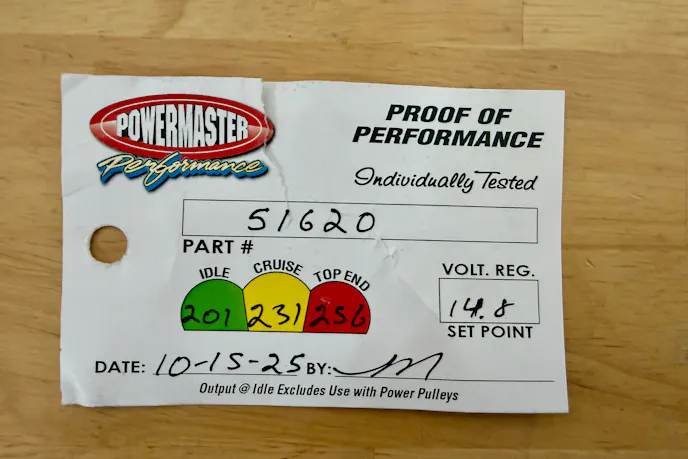 POWERMASTER
Performance
PROOF OF
PERFORMANCE
Individually Tested
51620
PART #
IDLE CRUISE TOP END
201 231 256
VOLT. REG.
14.8
SET POINT
DATE: 10-15-25 BY:
Output @ Idle Excludes Use with Power Pulleys